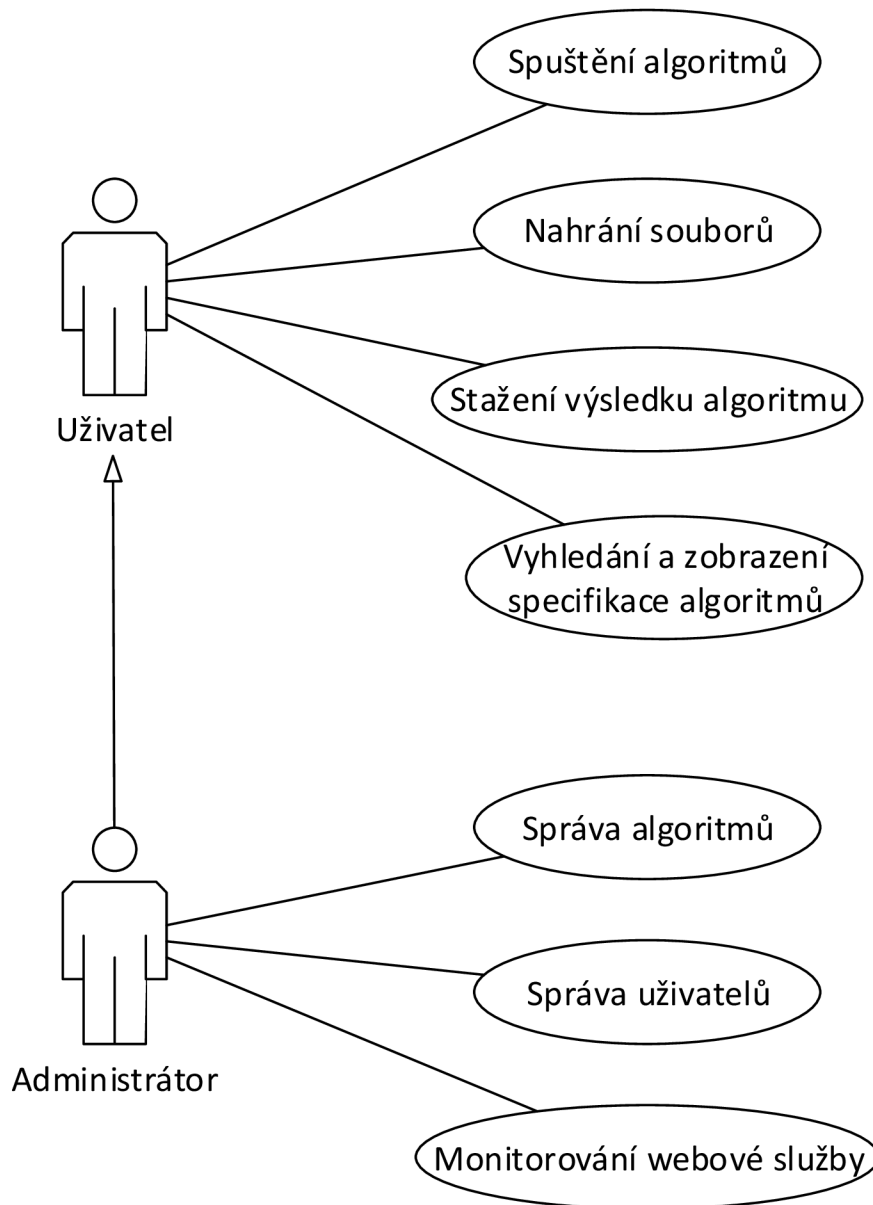 Spuštění algoritmů
Nahrání souborů
Stažení výsledku algoritmu
Uživatel
Vyhledání a zobrazení
specifikace algoritmů
Správa algoritmů
Správa uživatelů
Administrátor
Monitorování webové služby